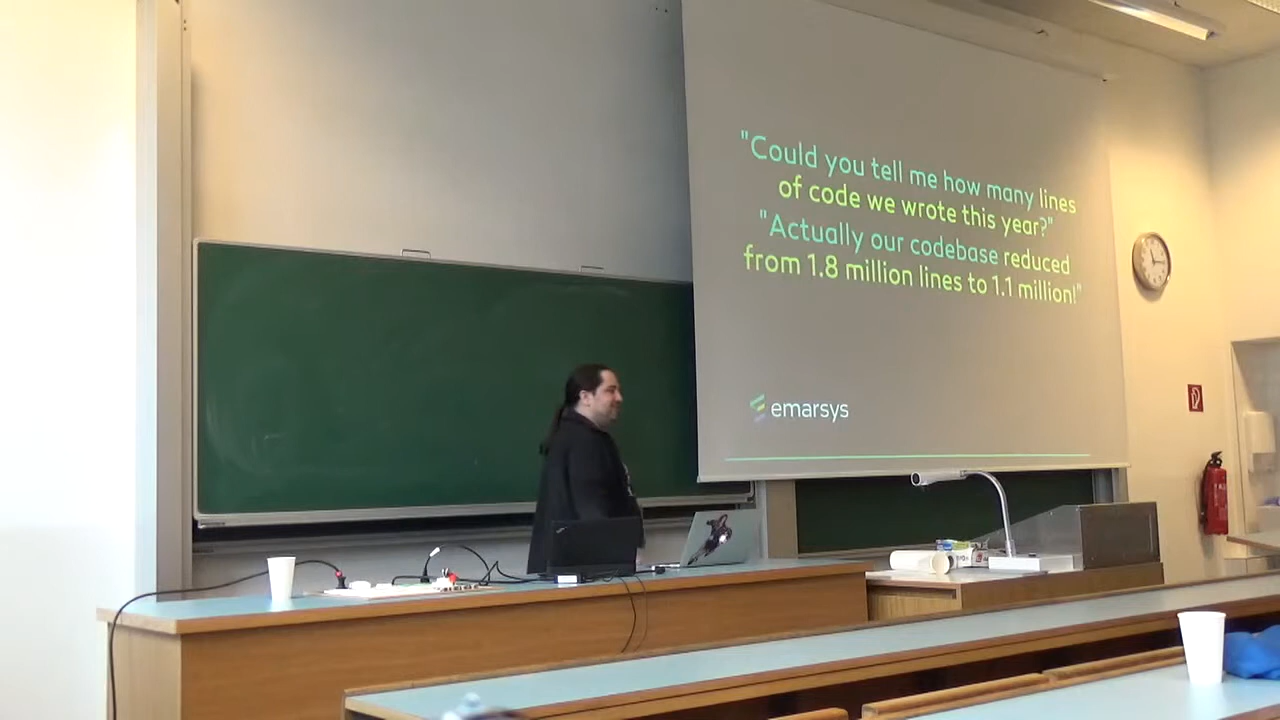 "Could you tell me how many lines
of code we wrote this year?"
"Actually our codebase reduced
from 1.8 million lines to 1.1 million!"
emarsys